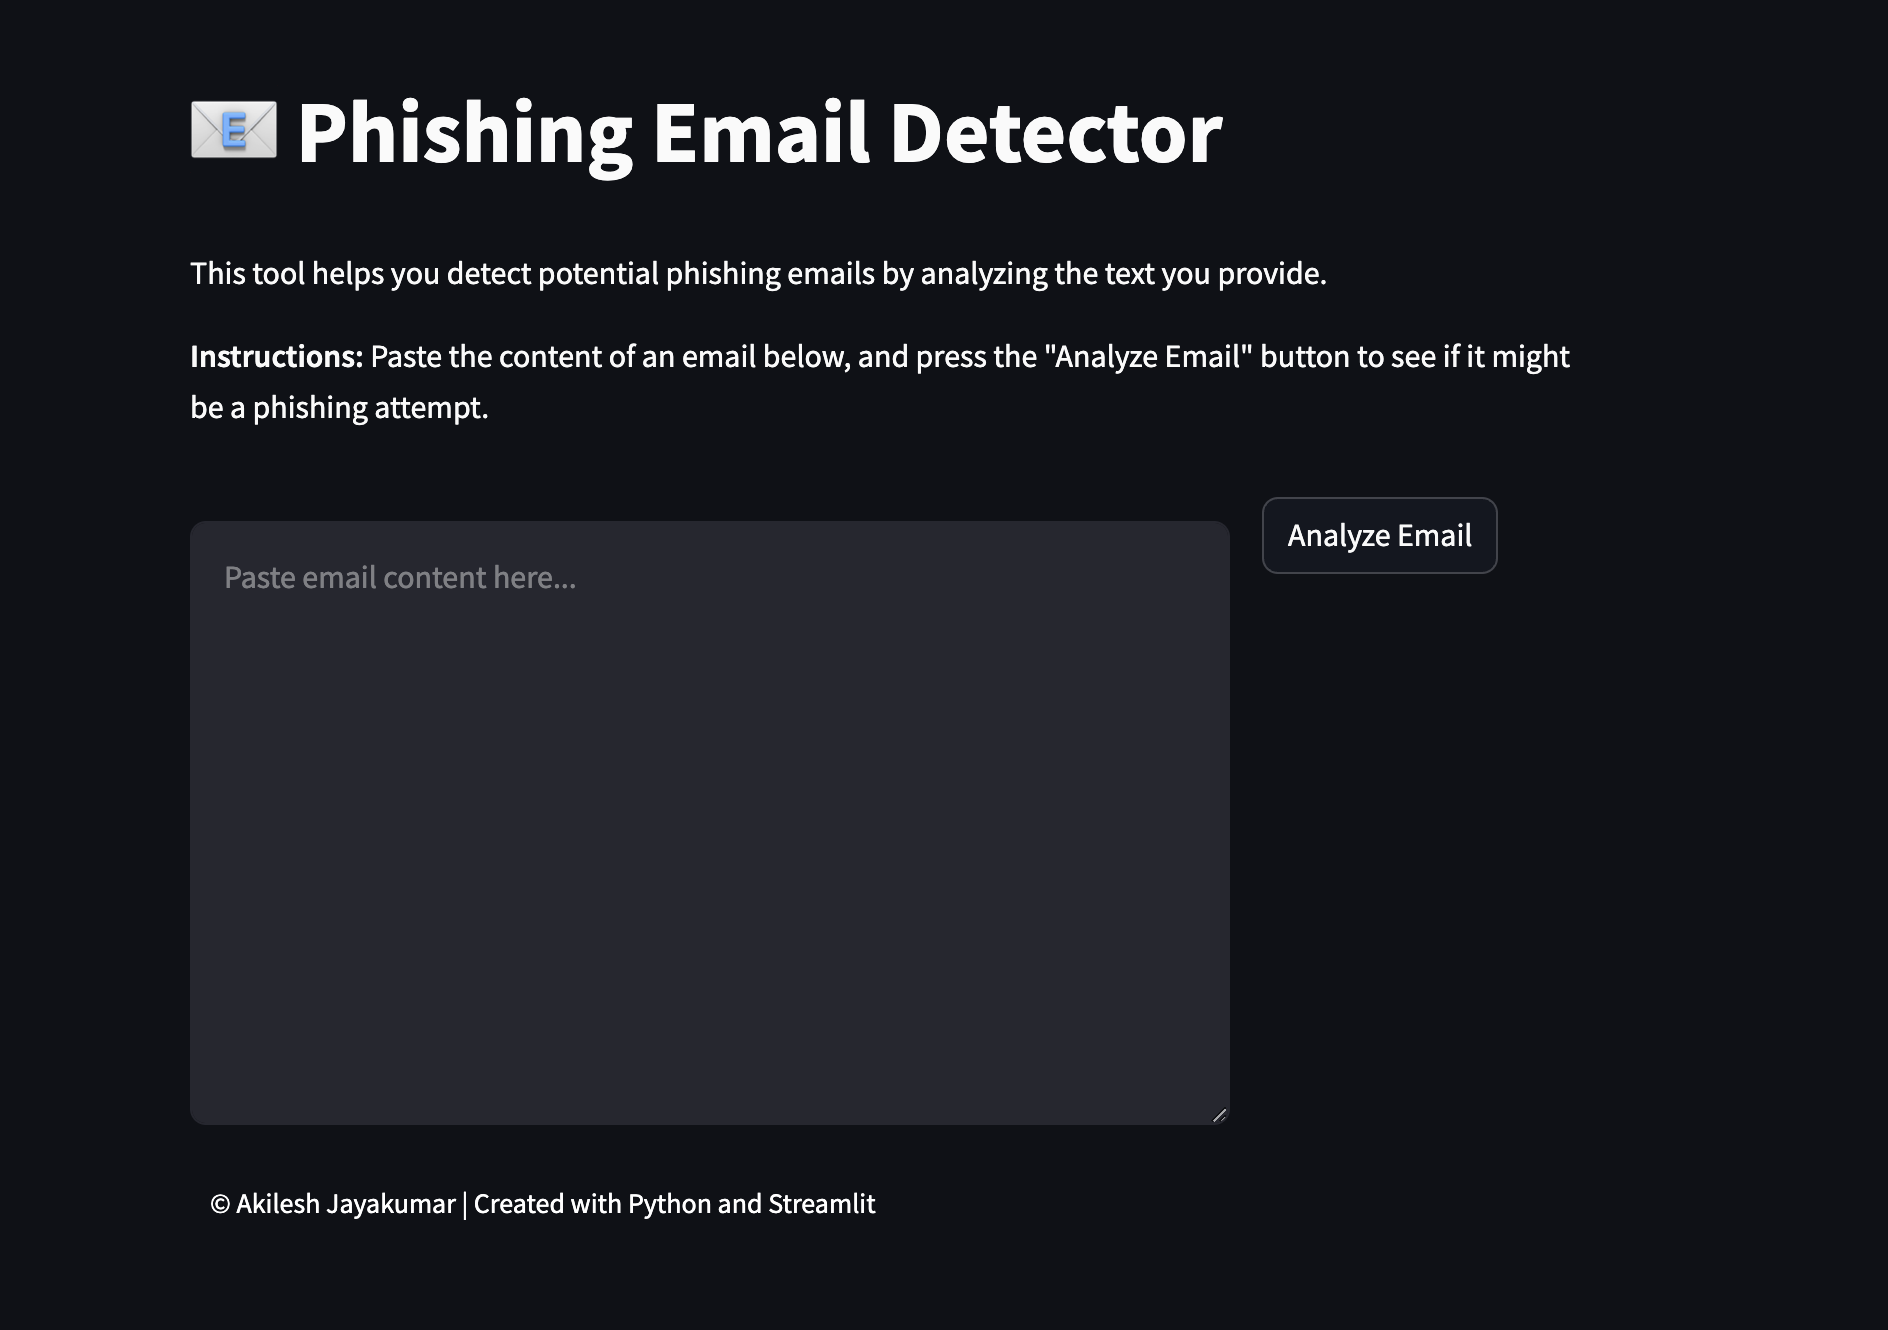 📧 Phishing Email Detector
This tool helps you detect potential phishing emails by analyzing the text you provide.
Instructions: Paste the content of an email below, and press the "Analyze Email" button to see if it might
be a phishing attempt.
Analyze Email
Paste email content here...
© Akilesh Jayakumar | Created with Python and Streamlit